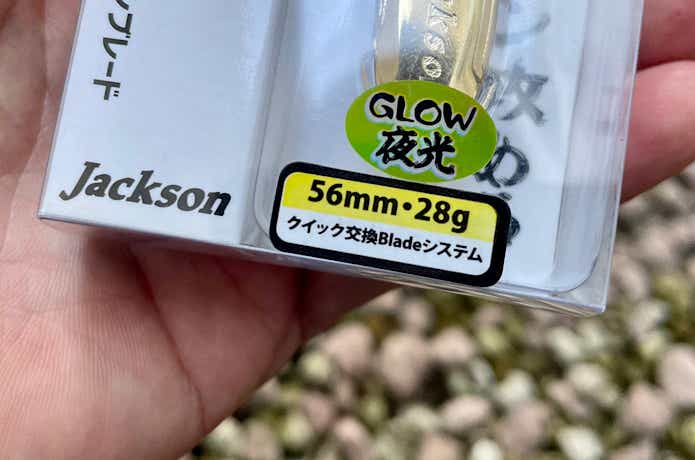 ンブレード
Jackson
GLOW
夜光
56mm・28g
クイック交換Bladeシステム